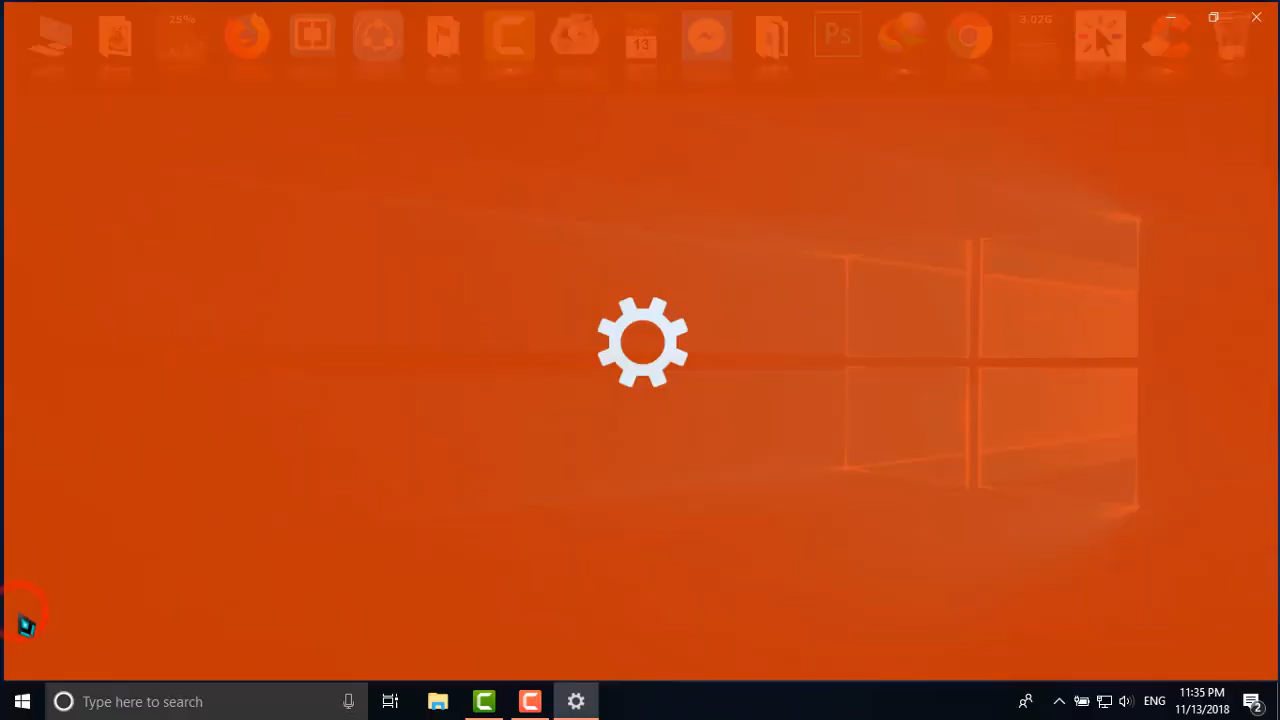 25%
13
Ps
3.02G
Type here to search
ENG
11:35 PM
11/13/2018
2